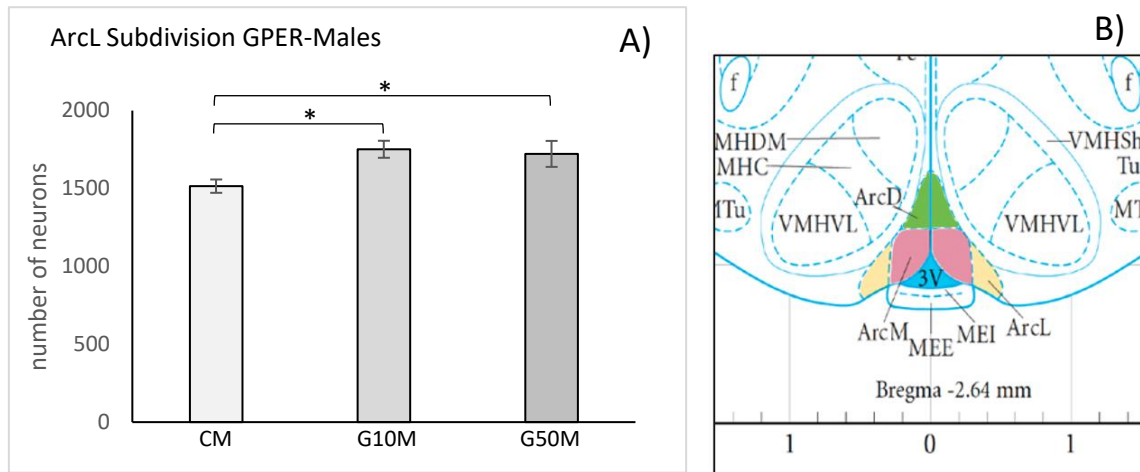 ArcL Subdivision GPER-Males
A)
*
*
2000
1500
1000
500
0
number of neurons
CM
G10M
G50M
B)
f
f
MHDM
MHC
VMHSh
Tu
ArcD
MTu
VMHVL
VMHVL
MT
3V
ArcM
MEE
MEI
ArcL
Bregma -2.64 mm
1
0
1